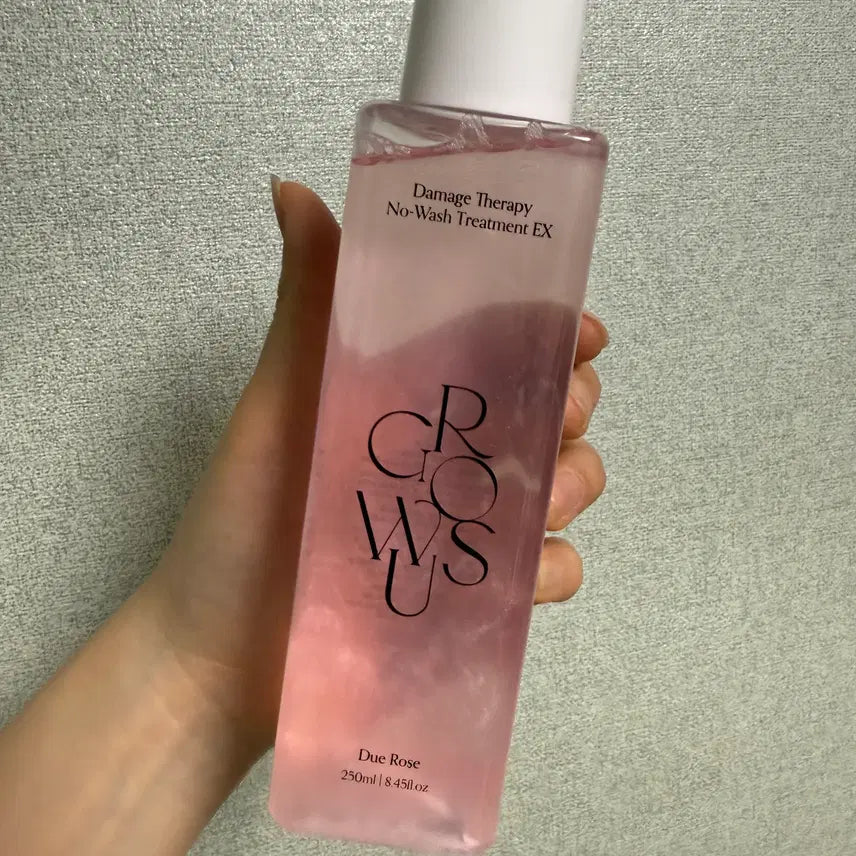 Damage Therapy
No-Wash Treatment EX
GROWUS
Due Rose
250ml | 8.45fl.oz